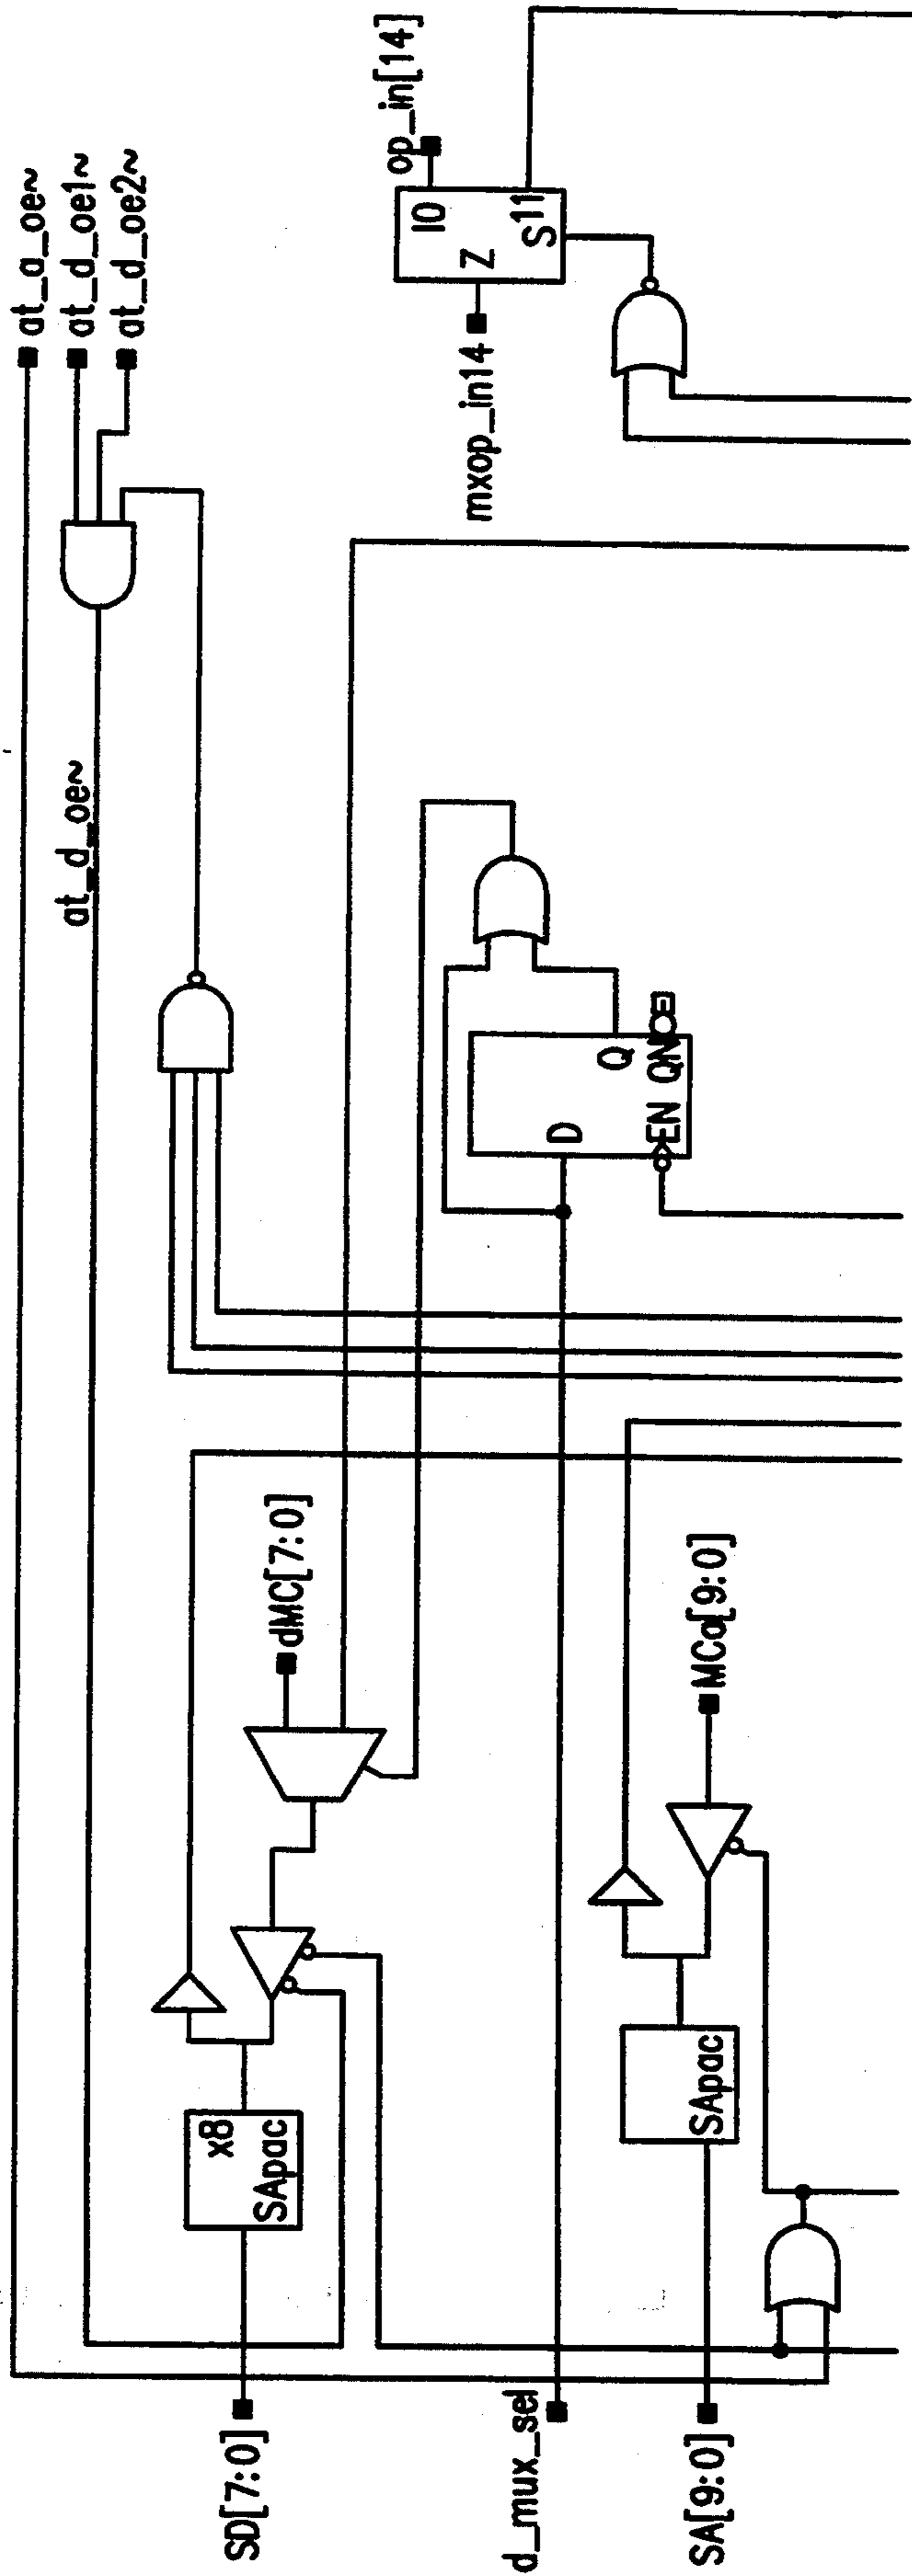 at_a_oe~
at_d_oe1~
at_d_oe2~
at_d_oe~
op_in[14]
I0
Z
S
11
mxop_in14
dMC[7:0]
x8
SApac
SD[7:0]
D
Q
EN
QN
d_mux_sel
MCa[9:0]
SApac
SA[9:0]